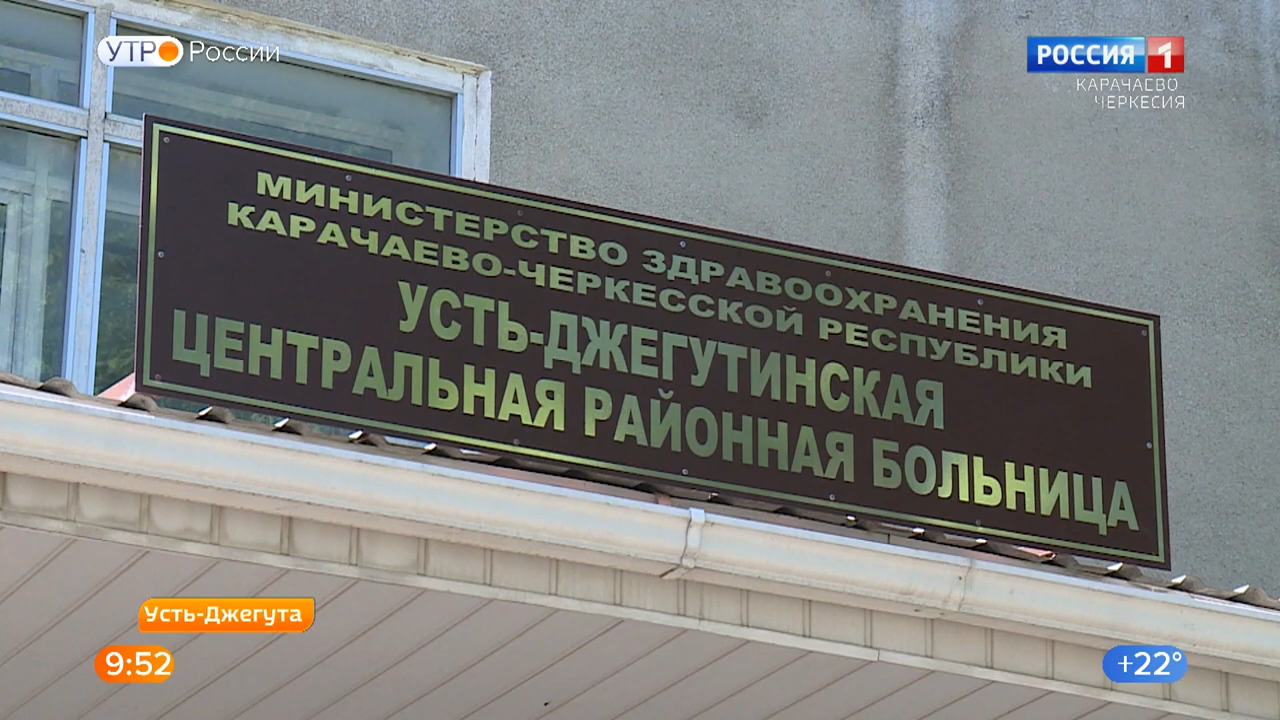 УТРО России
РОССИЯ 1
КАРАЧАЕВО
ЧЕРКЕСИЯ
МИНИСТЕРСТВО ЗДРАВООХРАНЕНИЯ
КАРАЧАЕВО-ЧЕРКЕССКОЙ РЕСПУБЛИКИ
УСТЬ-ДЖЕГУТИНСКАЯ
ЦЕНТРАЛЬНАЯ РАЙОННАЯ БОЛЬНИЦА
Усть-Джегута
9:52
+22°